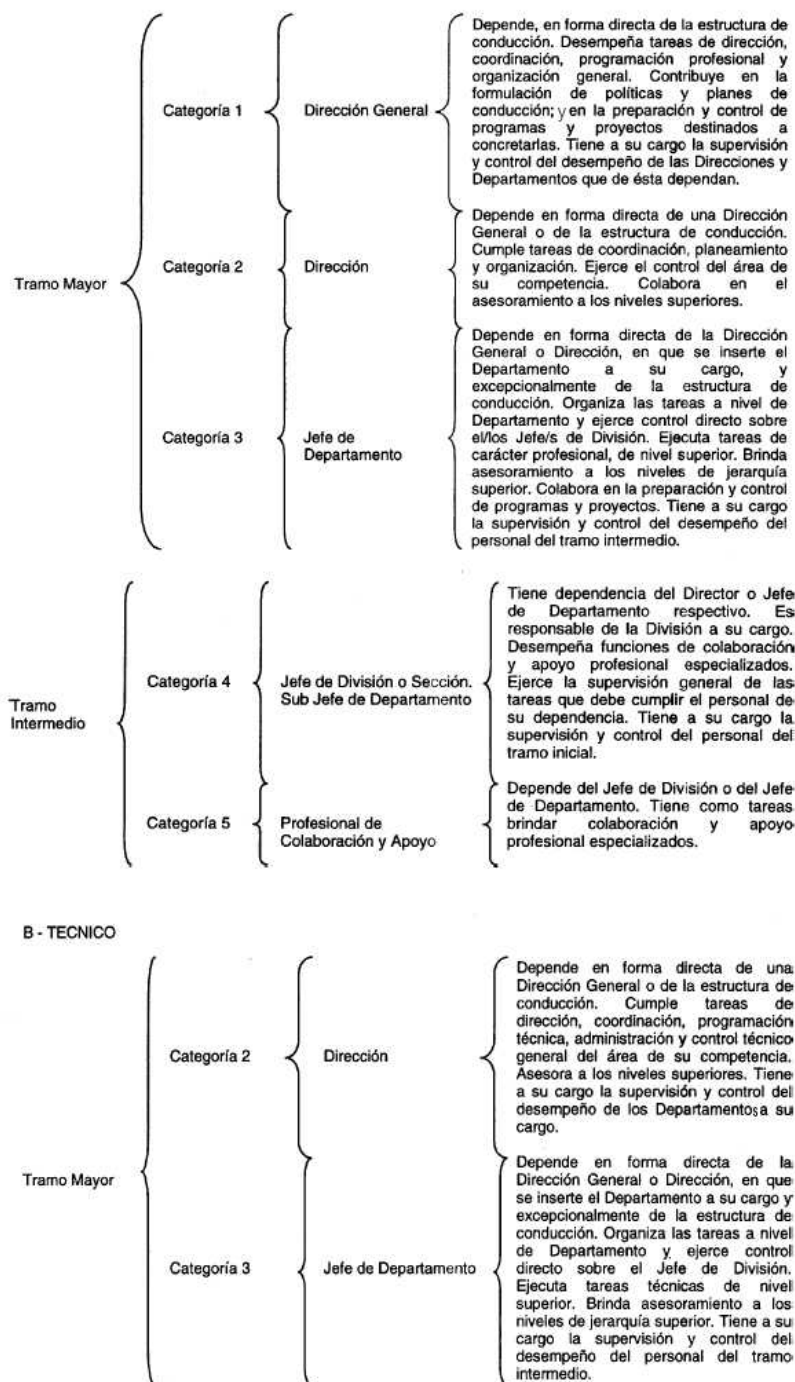 Categoría 1
Dirección General
Depende, en forma directa de la estructura de
conducción. Desempeña tareas de dirección,
coordinación, programación profesional y
organización general. Contribuye en la
formulación de políticas y planes de
conducción; y en la preparación y control de
programas y proyectos destinados a
concretarlas. Tiene a su cargo la supervisión
y control del desempeño de las Direcciones y
Departamentos que de ésta dependan.
Tramo Mayor
Categoría 2
Dirección
Depende en forma directa de una Dirección
General o de la estructura de conducción.
Cumple tareas de coordinación, planeamiento
y organización. Ejerce el control del área de
su competencia. Colabora en el
asesoramiento a los niveles superiores.
Categoría 3
Jefe de
Departamento
Depende en forma directa de la Dirección
General o Dirección, en que se inserte el
Departamento a su cargo, y
excepcionalmente de la estructura de
conducción. Organiza las tareas a nivel de
Departamento y ejerce control directo sobre
el/los Jefe/s de División. Ejecuta tareas de
carácter profesional, de nivel superior. Brinda
asesoramiento a los niveles de jerarquía
superior. Colabora en la preparación y control
de programas y proyectos. Tiene a su cargo
la supervisión y control del desempeño del
personal del tramo intermedio.
Tramo
Intermedio
Categoría 4
Jefe de División o Sección.
Sub Jefe de Departamento
Tiene dependencia del Director o Jefe
de Departamento respectivo. Es
responsable de la División a su cargo.
Desempeña funciones de colaboración
y apoyo profesional especializados.
Ejerce la supervisión general de las
tareas que debe cumplir el personal de
su dependencia. Tiene a su cargo la
supervisión y control del personal del
tramo inicial.
Categoría 5
Profesional de
Colaboración y Apoyo
Depende del Jefe de División o del Jefe
de Departamento. Tiene como tareas
brindar colaboración y apoyo
profesional especializados.
B - TECNICO
Tramo Mayor
Categoría 2
Dirección
Depende en forma directa de una
Dirección General o de la estructura de
conducción. Cumple tareas de
dirección, coordinación, programación
técnica, administración y control técnico
general del área de su competencia.
Asesora a los niveles superiores. Tiene
a su cargo la supervisión y control del
desempeño de los Departamentos a su
cargo.
Categoría 3
Jefe de Departamento
Depende en forma directa de la
Dirección General o Dirección, en que
se inserte el Departamento a su cargo y
excepcionalmente de la estructura de
conducción. Organiza las tareas a nivel
de Departamento y ejerce control
directo sobre el Jefe de División.
Ejecuta tareas técnicas de nivel
superior. Brinda asesoramiento a los
niveles de jerarquía superior. Tiene a su
cargo la supervisión y control del
desempeño del personal del tramo
intermedio.